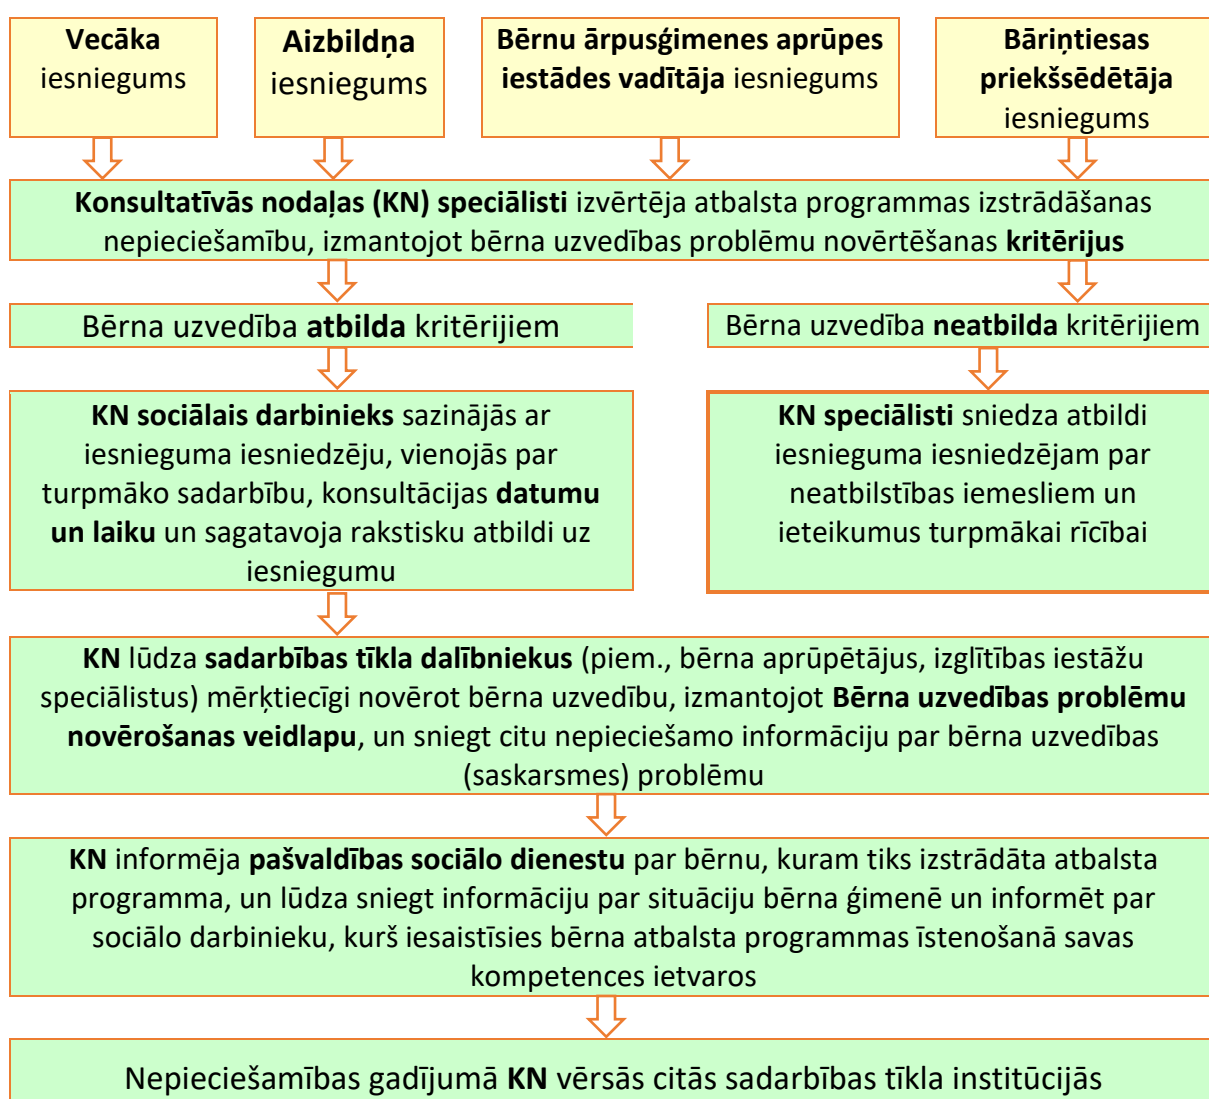 Vecāka
iesniegums
Aizbildņa
iesniegums
Bērnu ārpusģimenes aprūpes
iestādes vadītāja iesniegums
Bāriņtiesas
priekšsēdētāja
iesniegums
Konsultatīvās nodaļas (KN) speciālisti izvērtēja atbalsta programmas izstrādāšanas
nepieciešamību, izmantojot bērna uzvedības problēmu novērtēšanas kritērijus
Bērna uzvedība atbilda kritērijiem
Bērna uzvedība neatbilda kritērijiem
KN sociālais darbinieks sazinājās ar
iesnieguma iesniedzēju, vienojās par
turpmāko sadarbību, konsultācijas datumu
un laiku un sagatavoja rakstisku atbildi uz
iesniegumu
KN speciālisti sniedza atbildi
iesnieguma iesniedzējam par
neatbilstības iemesliem un
ieteikumus turpmākai rīcībai
KN lūdza sadarbības tīkla dalībniekus (piem., bērna aprūpētājus, izglītības iestāžu
speciālistus) mērķtiecīgi novērot bērna uzvedību, izmantojot Bērna uzvedības problēmu
novērošanas veidlapu, un sniegt citu nepieciešamo informāciju par bērna uzvedības
(saskarsmes) problēmu
KN informēja pašvaldības sociālo dienestu par bērnu, kuram tiks izstrādāta atbalsta
programma, un lūdza sniegt informāciju par situāciju bērna ģimenē un informēt par
sociālo darbinieku, kurš iesaistīsies bērna atbalsta programmas īstenošanā savas
kompetences ietvaros
Nepieciešamības gadījumā KN vērsās citās sadarbības tīkla institūcijās